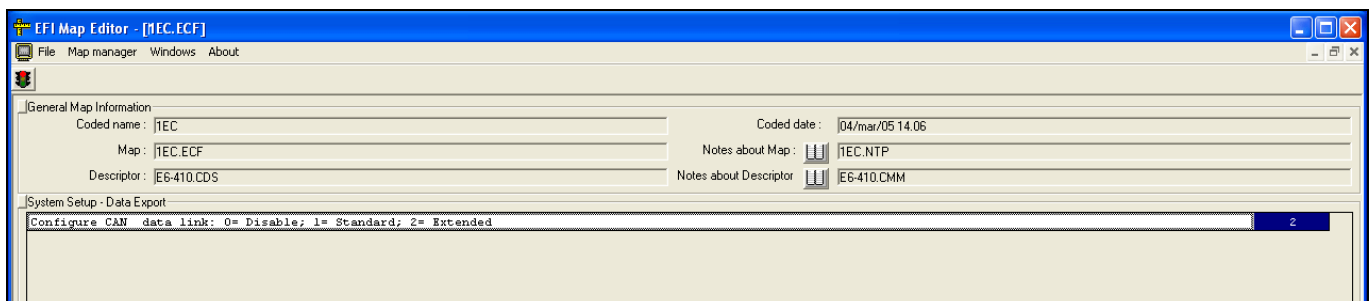 EFI Map Editor - [1EC.ECF]
File Map manager Windows About
General Map Information
Coded name : 1EC
Coded date : 04/mar/05 14.06
Map : 1EC.ECF
Notes about Map : 1EC.NTP
Descriptor : E6-410.CDS
Notes about Descriptor E6-410.CMM
System Setup - Data Export
Configure CAN data link: 0= Disable; 1= Standard; 2= Extended 2